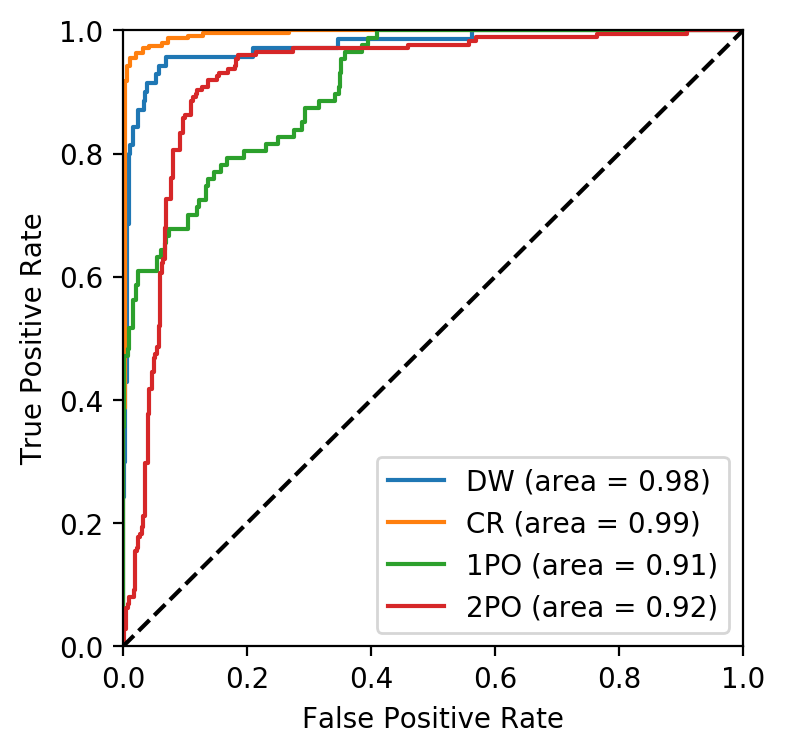 1.0
0.8
0.6
0.4
0.2
0.0
True Positive Rate
DW (area = 0.98)
CR (area = 0.99)
1PO (area = 0.91)
2PO (area = 0.92)
0.0 0.2 0.4 0.6 0.8 1.0
False Positive Rate